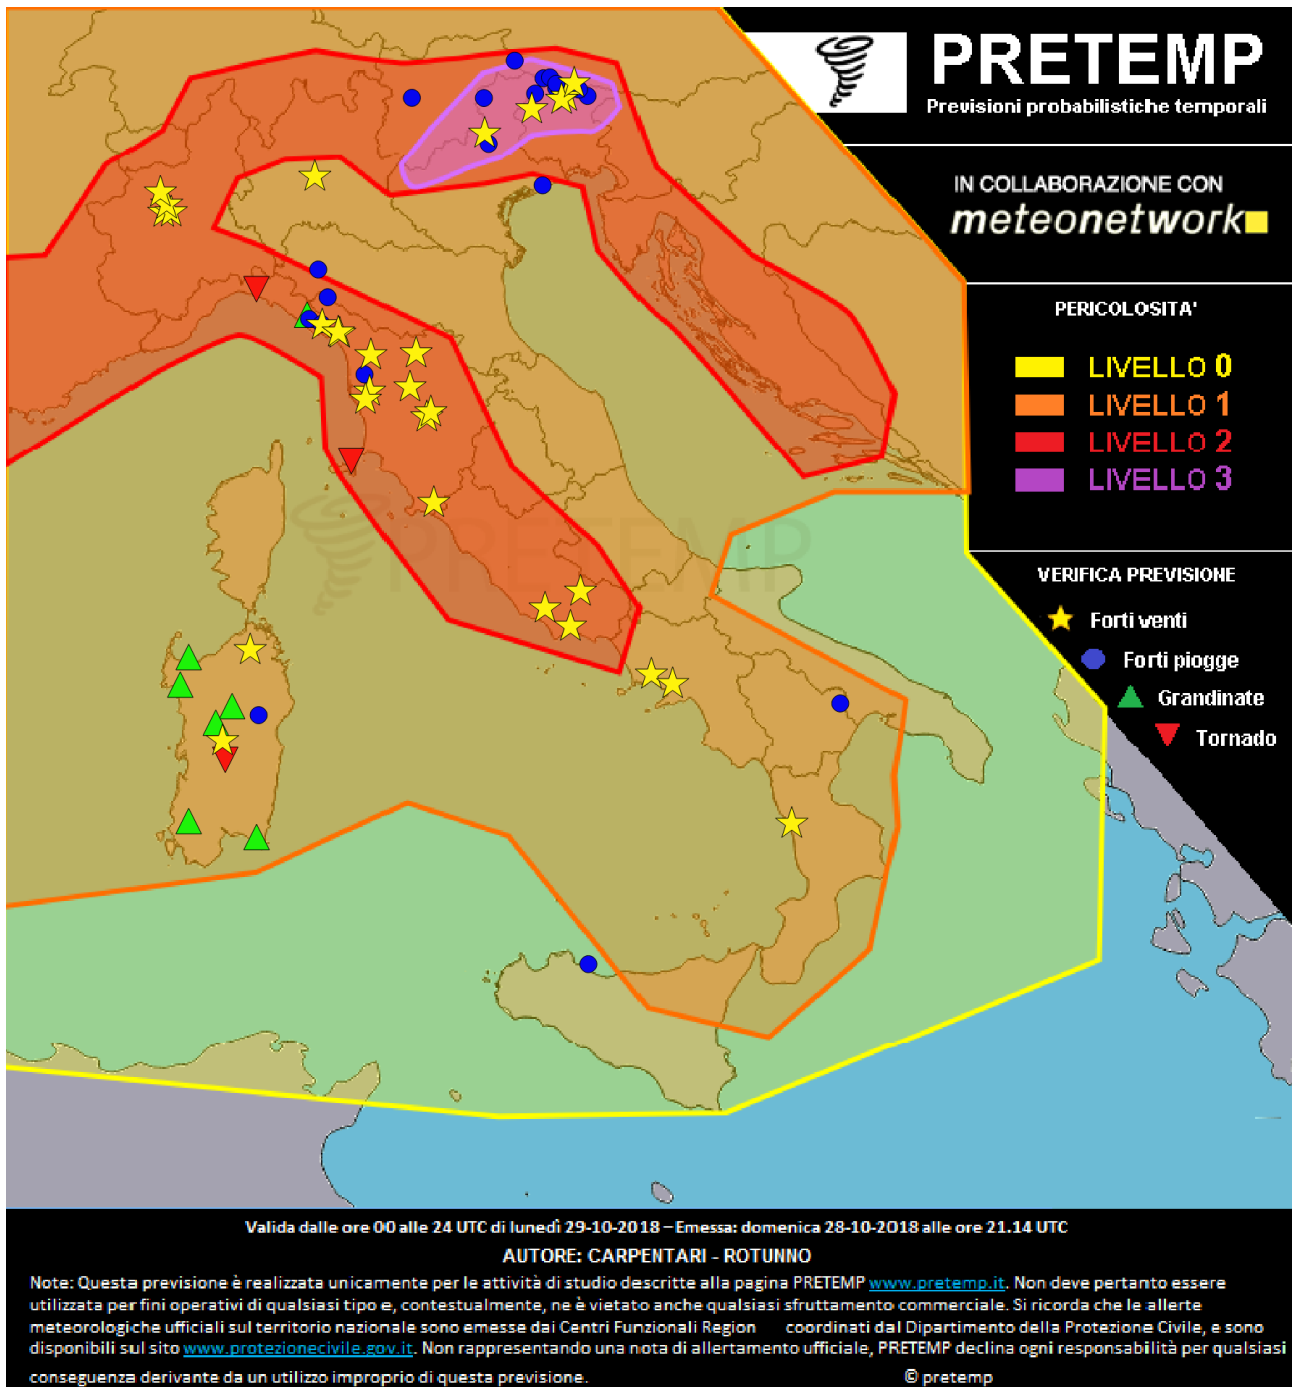 PRETEMP
Previsioni probabilistiche temporali
IN COLLABORAZIONE CON
meteonetwork
PERICOLOSITA'
LIVELLO 0
LIVELLO 1
LIVELLO 2
LIVELLO 3
VERIFICA PREVISIONE
Forti venti
Forti piogge
Grandinate
Tornado
PRETEMP
Valida dalle ore 00 alle 24 UTC di lunedì 29-10-2018 – Emessa: domenica 28-10-2018 alle ore 21.14 UTC
AUTORE: CARPENTARI - ROTUNNO
Note: Questa previsione è realizzata unicamente per le attività di studio descritte alla pagina PRETEMP www.pretemp.it. Non deve pertanto essere
utilizzata per fini operativi di qualsiasi tipo e, contestualmente, ne è vietato anche qualsiasi sfruttamento commerciale. Si ricorda che le allerte
meteorologiche ufficiali sul territorio nazionale sono emesse dai Centri Funzionali Region coordinati dal Dipartimento della Protezione Civile, e sono
disponibili sul sito www.protezionecivile.gov.it. Non rappresentando una nota di allertamento ufficiale, PRETEMP declina ogni responsabilità per qualsiasi
conseguenza derivante da un utilizzo improprio di questa previsione. © pretemp